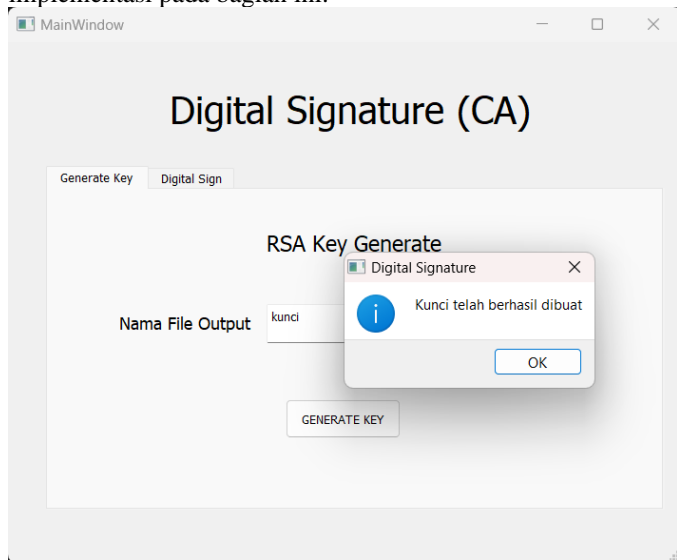 implementasi pada bagian ini.
MainWindow
Digital Signature (CA)
Generate Key
Digital Sign
RSA Key Generate
Digital Signature
Kunci telah berhasil dibuat
OK
Nama File Output
kunci
GENERATE KEY